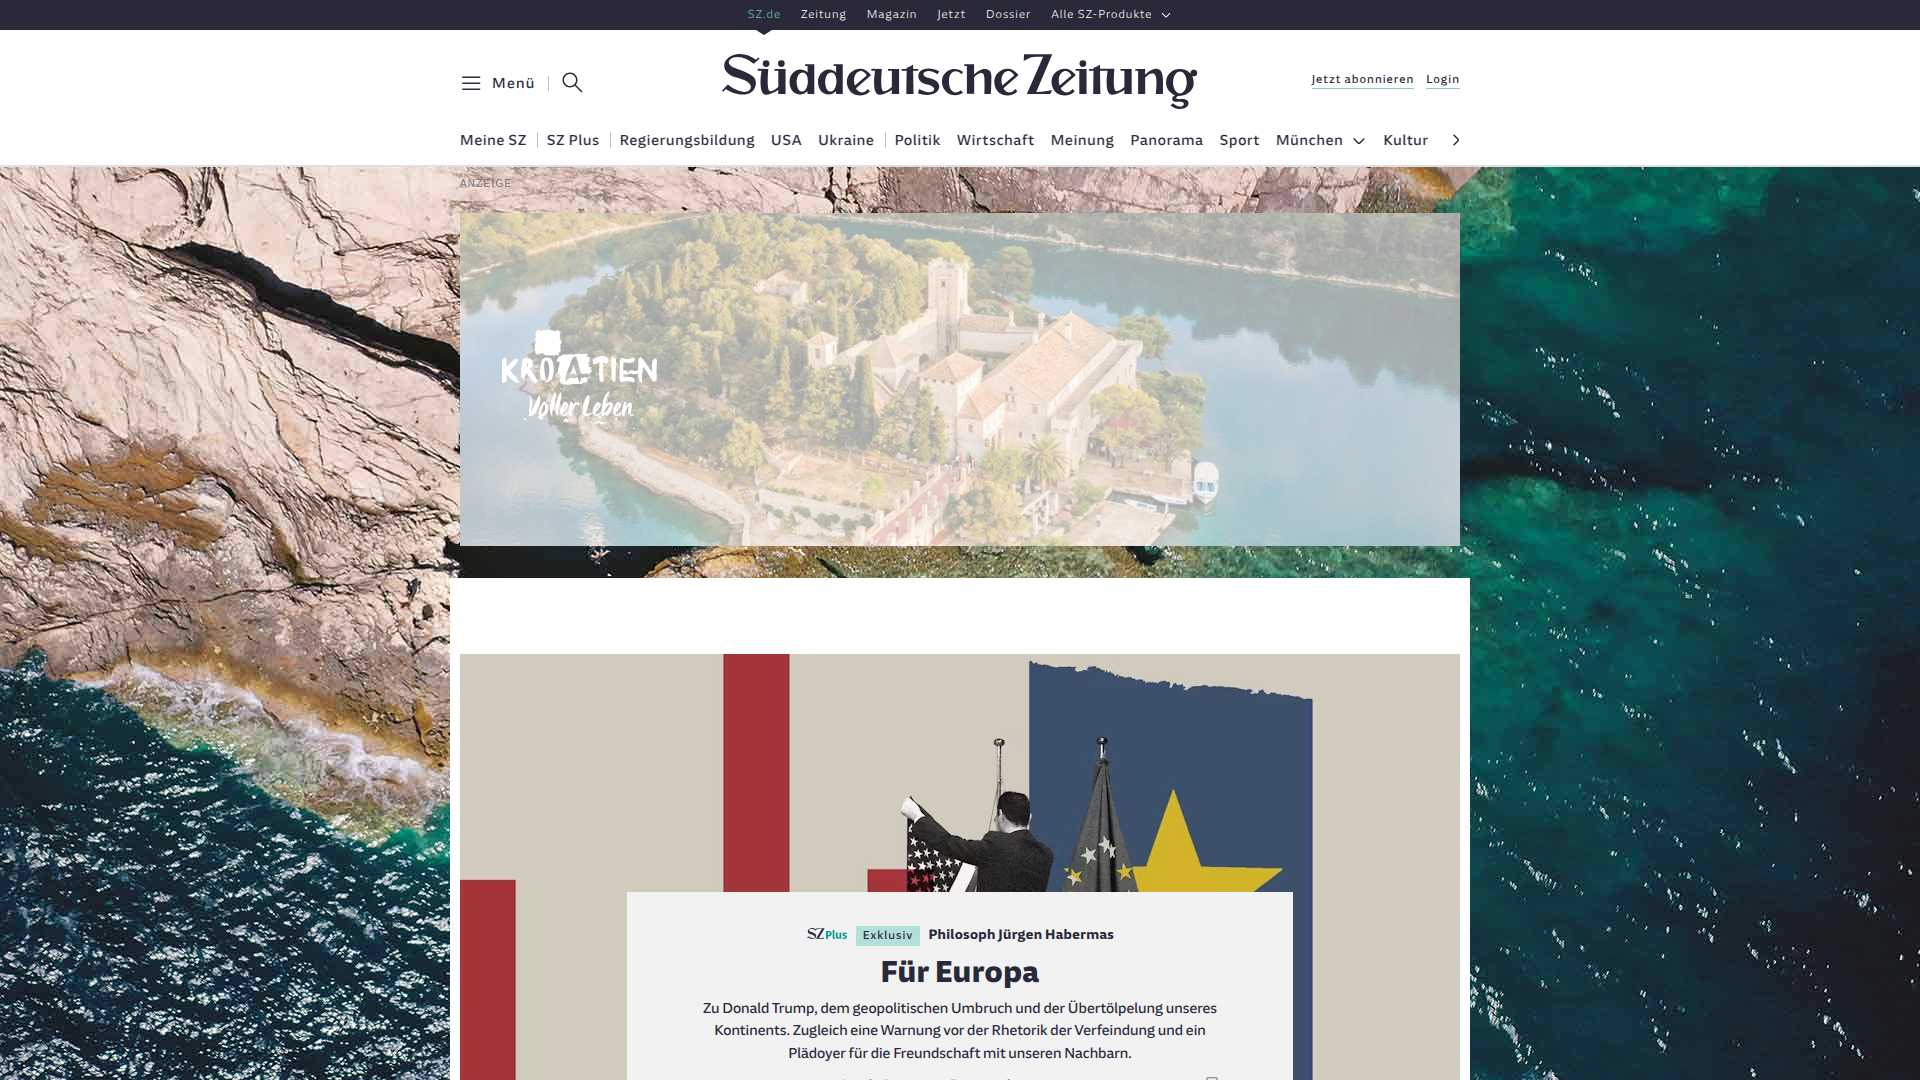 SZ.de Zeitung Magazin Jetzt Dossier Alle SZ-Produkte
Menü
Süddeutsche Zeitung
Jetzt abonnieren Login
Meine SZ SZ Plus Regierungsbildung USA Ukraine Politik Wirtschaft Meinung Panorama Sport München Kultur
ANZEIGE
KROATIEN
Voller Leben
SZ Plus Exklusiv Philosoph Jürgen Habermas
Für Europa
Zu Donald Trump, dem geopolitischen Umbruch und der Übertölpelung unseres
Kontinents. Zugleich eine Warnung vor der Rhetorik der Verfeindung und ein
Plädoyer für die Freundschaft mit unseren Nachbarn.